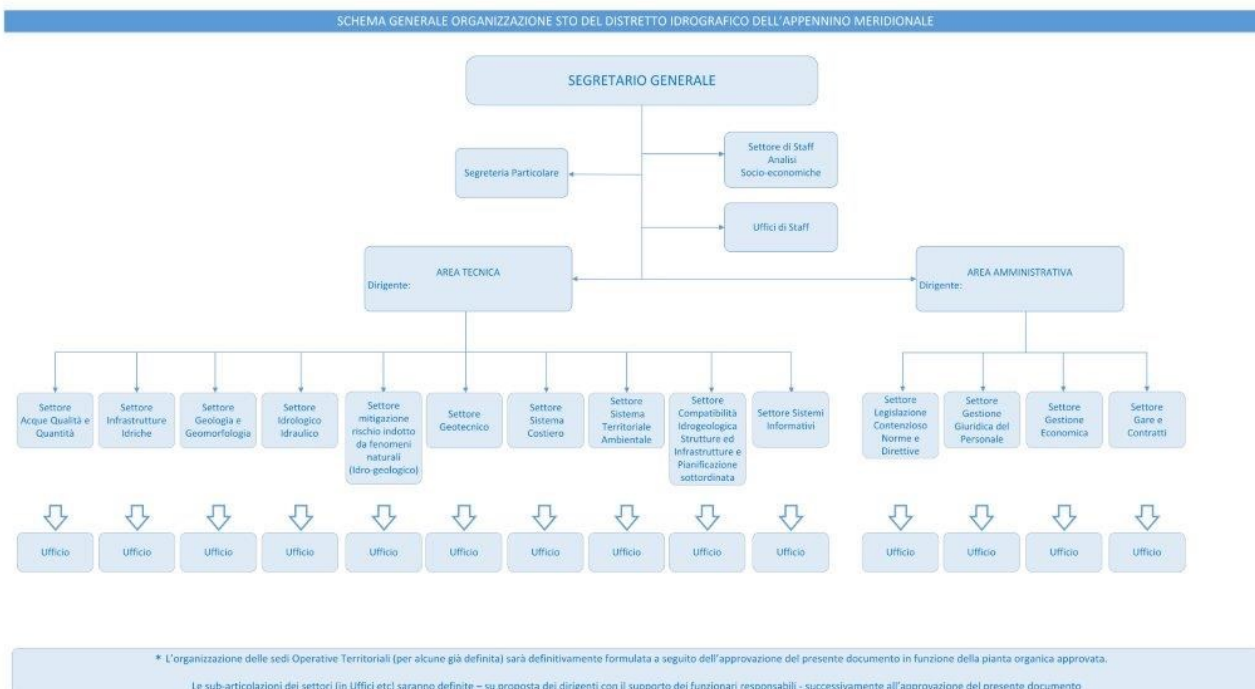 SCHEMA GENERALE ORGANIZZAZIONE STO DEL DISTRETTO IDROGRAFICO DELL'APPENNINO MERIDIONALE
SEGRETARIO GENERALE
Settore di Staff
Analisi
Socio-economiche
Segreteria Particolare
Uffici di Staff
AREA TECNICA
Dirigente:
AREA AMMINISTRATIVA
Dirigente:
Settore
Acque Qualità e
Quantità
Settore
Infrastrutture
Idriche
Settore
Geologia e
Geomorfologia
Settore
Idrologico
Idraulico
Settore
mitigazione
rischio indotto
da fenomeni
naturali
(Idro-geologico)
Settore
Geotecnico
Settore
Sistema
Costiero
Settore
Sistema
Territoriale
Ambientale
Settore
Compatibilità
Idrogeologica
Strutture ed
Infrastrutture e
Pianificazione
sottordinata
Settore Sistemi
Informativi
Settore
Legislazione
Contenzioso
Norme e
Direttive
Settore
Gestione
Giuridica del
Personale
Settore
Gestione
Economica
Settore
Gare e
Contratti
Ufficio
Ufficio
Ufficio
Ufficio
Ufficio
Ufficio
Ufficio
Ufficio
Ufficio
Ufficio
Ufficio
Ufficio
Ufficio
Ufficio
* L'organizzazione delle sedi Operative Territoriali (per alcune già definita) sarà definitivamente formulata a seguito dell'approvazione del presente documento in funzione della pianta organica approvata.
Le sub-articolazioni dei settori (in Uffici etc) saranno definite – su proposta dei dirigenti con il supporto dei funzionari responsabili - successivamente all'approvazione del presente documento